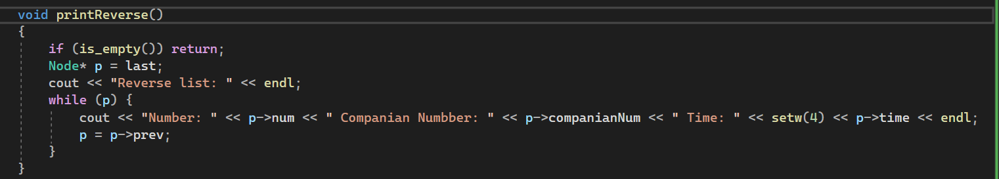 void printReverse()
{
if (is_empty()) return;
Node* p = last;
cout << "Reverse list: " << endl;
while (p) {
cout << "Number: " << p->num << " Companian Numbber: " << p->companianNum << " Time: " << setw(4) << p->time << endl;
p = p->prev;
}
}